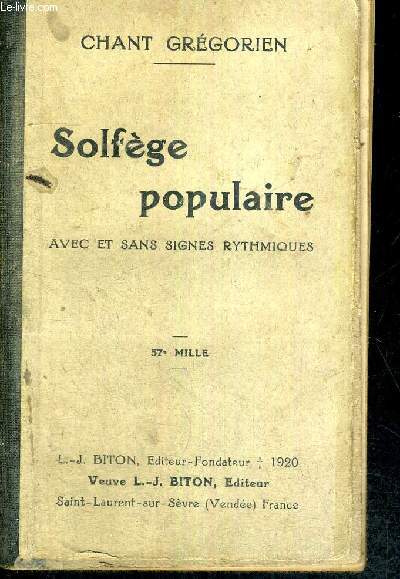 Le-livre.com
CHANT GRÉGORIEN
Solfège
populaire
AVEC ET SANS SIGNES RYTHMIQUES
57e MILLE
L.-J. BITON, Editeur-Fondateur † 1920
Veuve L.-J. BITON, Editeur
Saint-Laurent-sur-Sèvre (Vendée) France